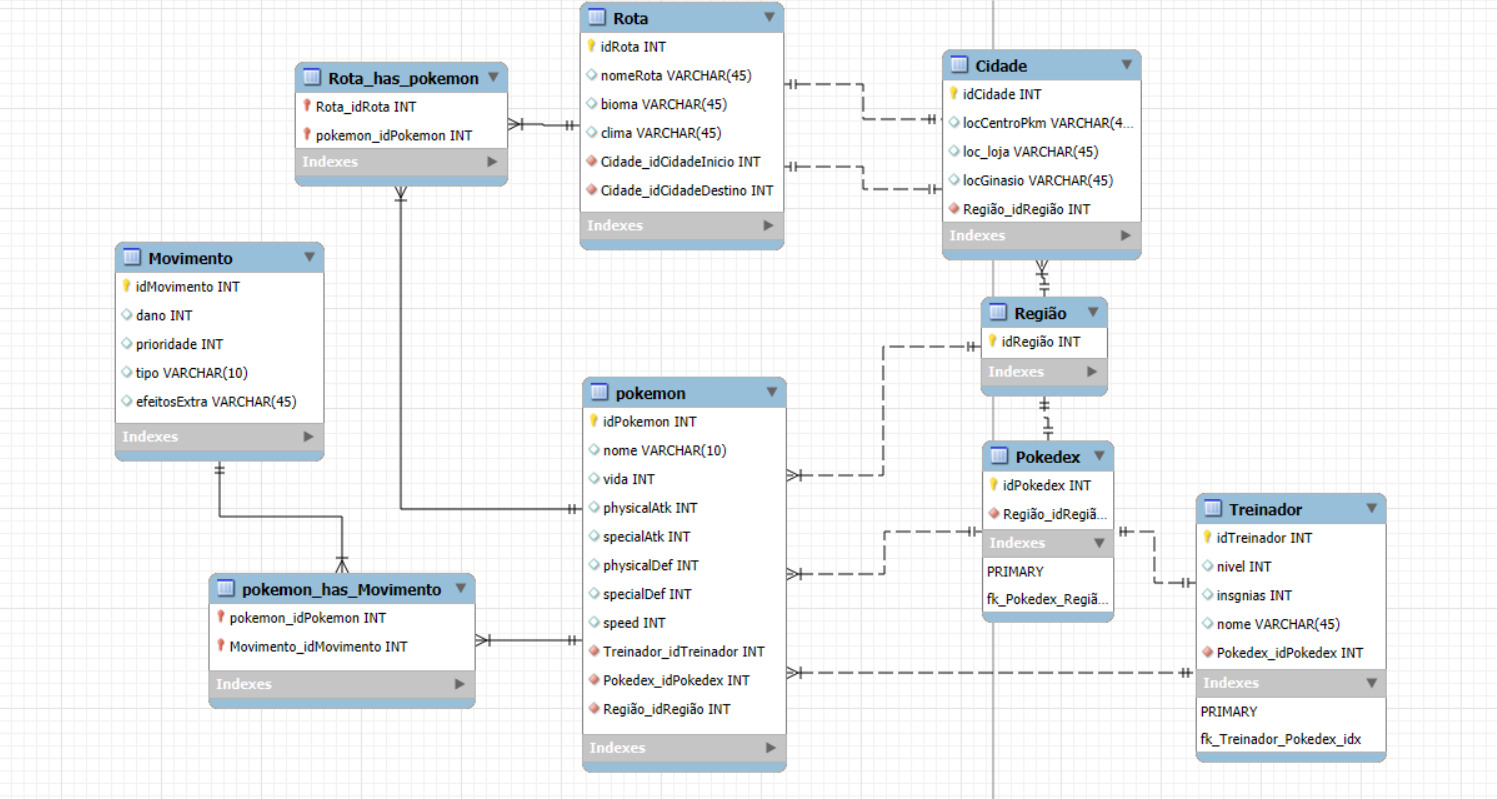 Rota
idRota INT
nomeRota VARCHAR(45)
bioma VARCHAR(45)
clima VARCHAR(45)
Cidade_idCidadeInicio INT
Cidade_idCidadeDestino INT
Indexes
Rota_has_pokemon
Rota_idRota INT
pokemon_idPokemon INT
Indexes
Cidade
idCidade INT
locCentroPkm VARCHAR(4...
loc_loja VARCHAR(45)
locGinasio VARCHAR(45)
Região_idRegião INT
Indexes
Movimento
idMovimento INT
dano INT
prioridade INT
tipo VARCHAR(10)
efeitosExtra VARCHAR(45)
Indexes
Região
idRegião INT
Indexes
pokemon
idPokemon INT
nome VARCHAR(10)
vida INT
physicalAtk INT
specialAtk INT
physicalDef INT
specialDef INT
speed INT
Treinador_idTreinador INT
Pokedex_idPokedex INT
Região_idRegião INT
Indexes
Pokedex
idPokedex INT
Região_idRegiã...
Indexes
PRIMARY
fk_Pokedex_Regiã...
Treinador
idTreinador INT
nivel INT
insgnias INT
nome VARCHAR(45)
Pokedex_idPokedex INT
Indexes
PRIMARY
fk_Treinador_Pokedex_idx
pokemon_has_Movimento
pokemon_idPokemon INT
Movimento_idMovimento INT
Indexes